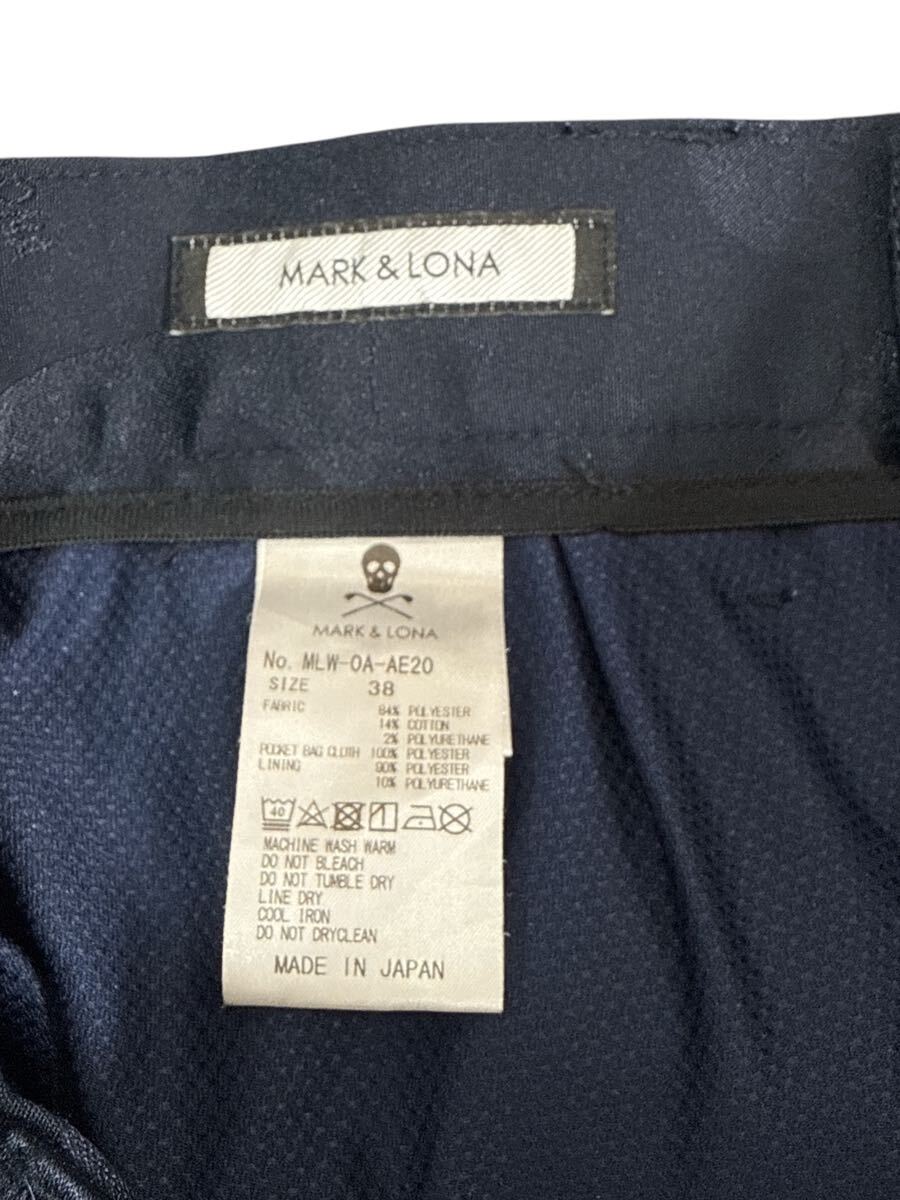 MARK & LONA
MARK & LONA
No. MLW-0A-AE20
SIZE 38
FABRIC 84% POLYESTER
14% COTTON
2% POLYURETHANE
POCKET BAG CLOTH 100% POLYESTER
LINING 90% POLYESTER
10% POLYURETHANE
40
MACHINE WASH WARM
DO NOT BLEACH
DO NOT TUMBLE DRY
LINE DRY
COOL IRON
DO NOT DRYCLEAN
MADE IN JAPAN